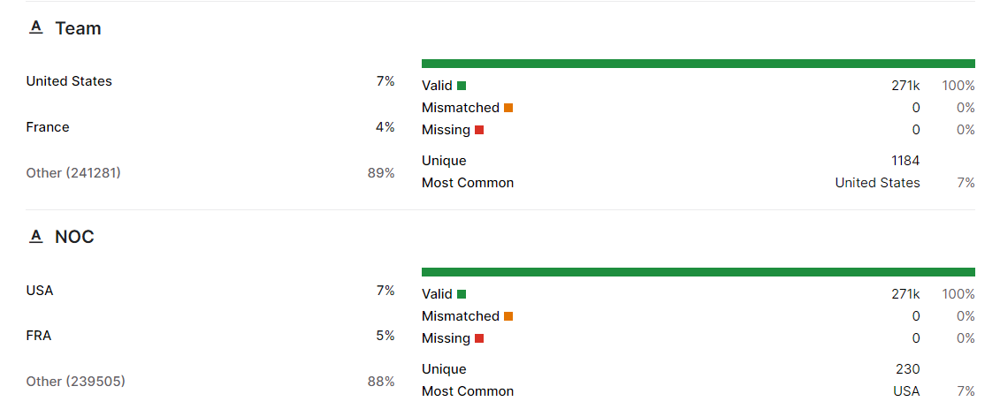 A Team
United States 7%
France 4%
Other (241281) 89%
Valid 271k 100%
Mismatched 0 0%
Missing 0 0%
Unique 1184
Most Common United States 7%
A NOC
USA 7%
FRA 5%
Other (239505) 88%
Valid 271k 100%
Mismatched 0 0%
Missing 0 0%
Unique 230
Most Common USA 7%